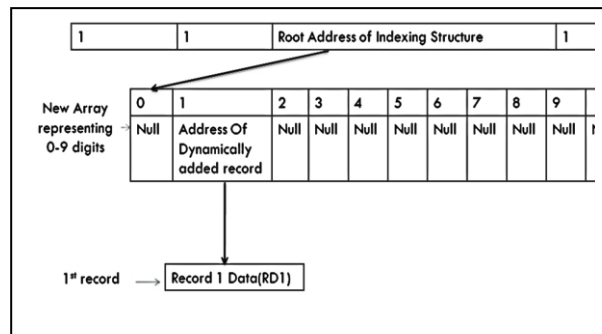 1 1 Root Address of Indexing Structure 1
0 1 2 3 4 5 6 7 8 9
New Array
representing
0-9 digits
Null Address Of Null Null Null Null Null Null Null Null N
Dynamically
added record
1st record
Record 1 Data(RD1)